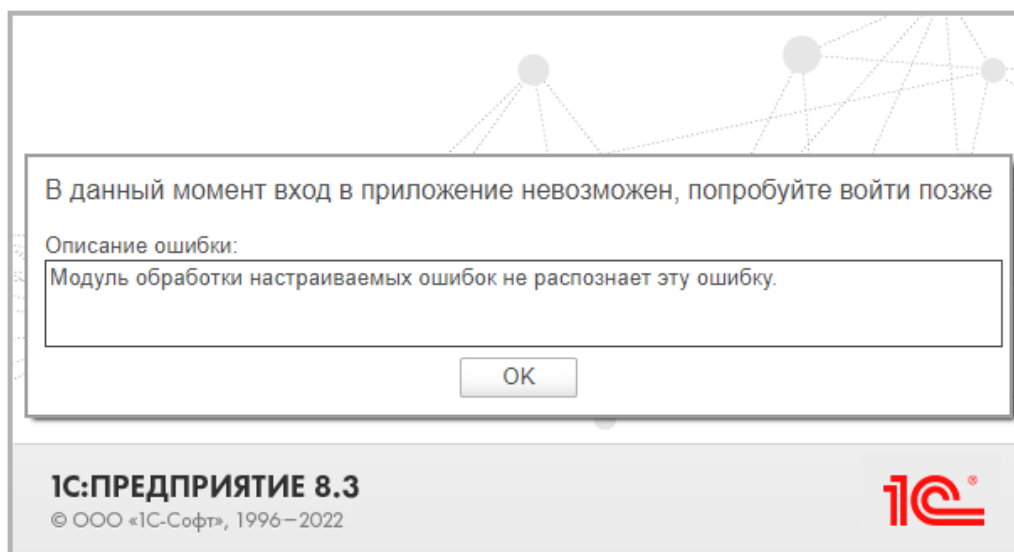 В данный момент вход в приложение невозможен, попробуйте войти позже
Описание ошибки:
Модуль обработки настраиваемых ошибок не распознает эту ошибку.
OK
1С:ПРЕДПРИЯТИЕ 8.3
© ООО «1С-Софт», 1996–2022
1С®